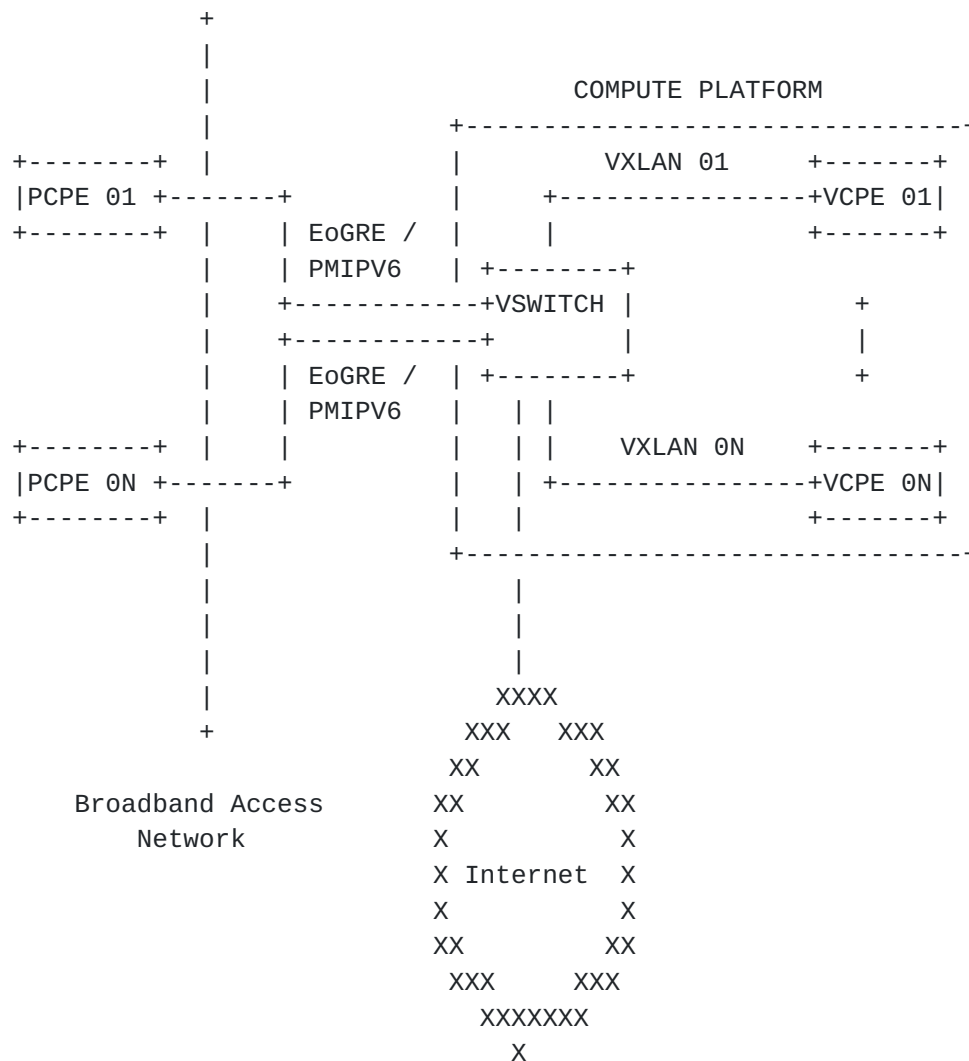 COMPUTE PLATFORM
VXLAN 01
PCPE 01 VCPE 01
EoGRE /
PMIPV6
VSWITCH
EoGRE /
PMIPV6
VXLAN 0N
PCPE 0N VCPE 0N
XXXX
XXX XXX
XX XX
Broadband Access XX XX
Network X X
X Internet X
X X
XX XX
XXX XXX
XXXXXXX
X